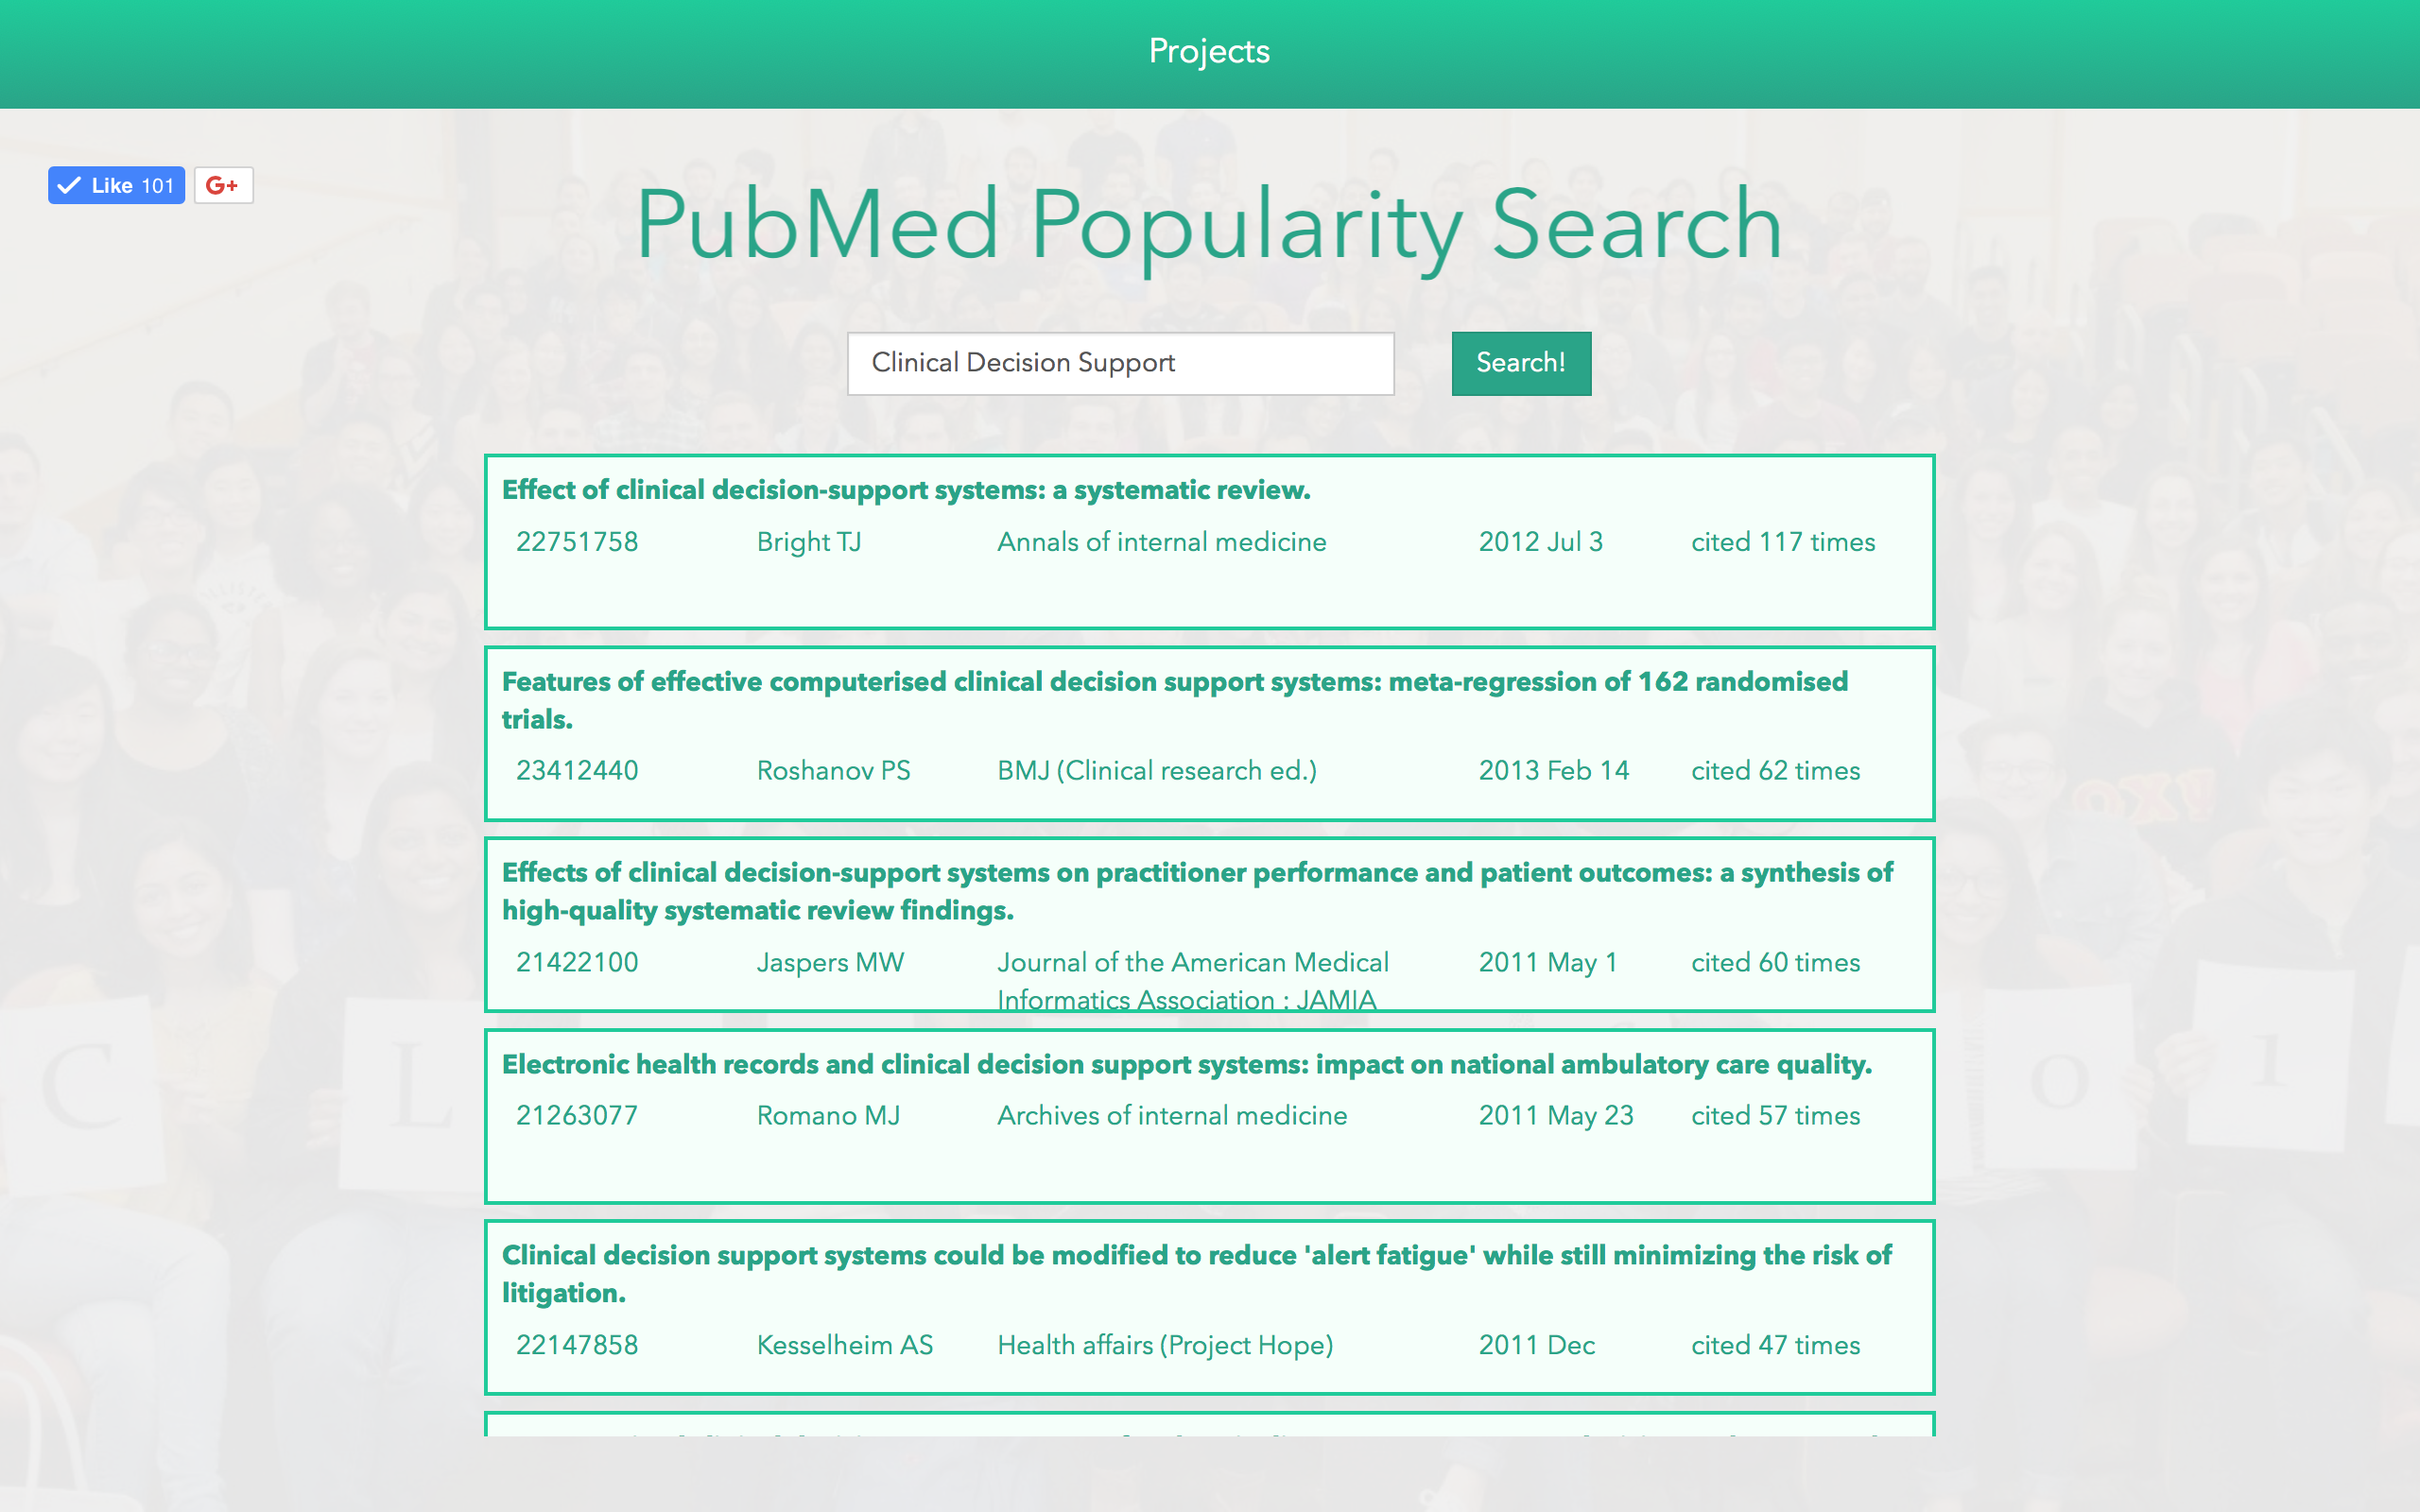 Projects
Like 101
G+
PubMed Popularity Search
Clinical Decision Support
Search!
Effect of clinical decision-support systems: a systematic review.
22751758 Bright TJ Annals of internal medicine 2012 Jul 3 cited 117 times
Features of effective computerised clinical decision support systems: meta-regression of 162 randomised
trials.
23412440 Roshanov PS BMJ (Clinical research ed.) 2013 Feb 14 cited 62 times
Effects of clinical decision-support systems on practitioner performance and patient outcomes: a synthesis of
high-quality systematic review findings.
21422100 Jaspers MW Journal of the American Medical 2011 May 1 cited 60 times
Informatics Association : JAMIA
Electronic health records and clinical decision support systems: impact on national ambulatory care quality.
21263077 Romano MJ Archives of internal medicine 2011 May 23 cited 57 times
Clinical decision support systems could be modified to reduce 'alert fatigue' while still minimizing the risk of
litigation.
22147858 Kesselheim AS Health affairs (Project Hope) 2011 Dec cited 47 times
C
L
0
1